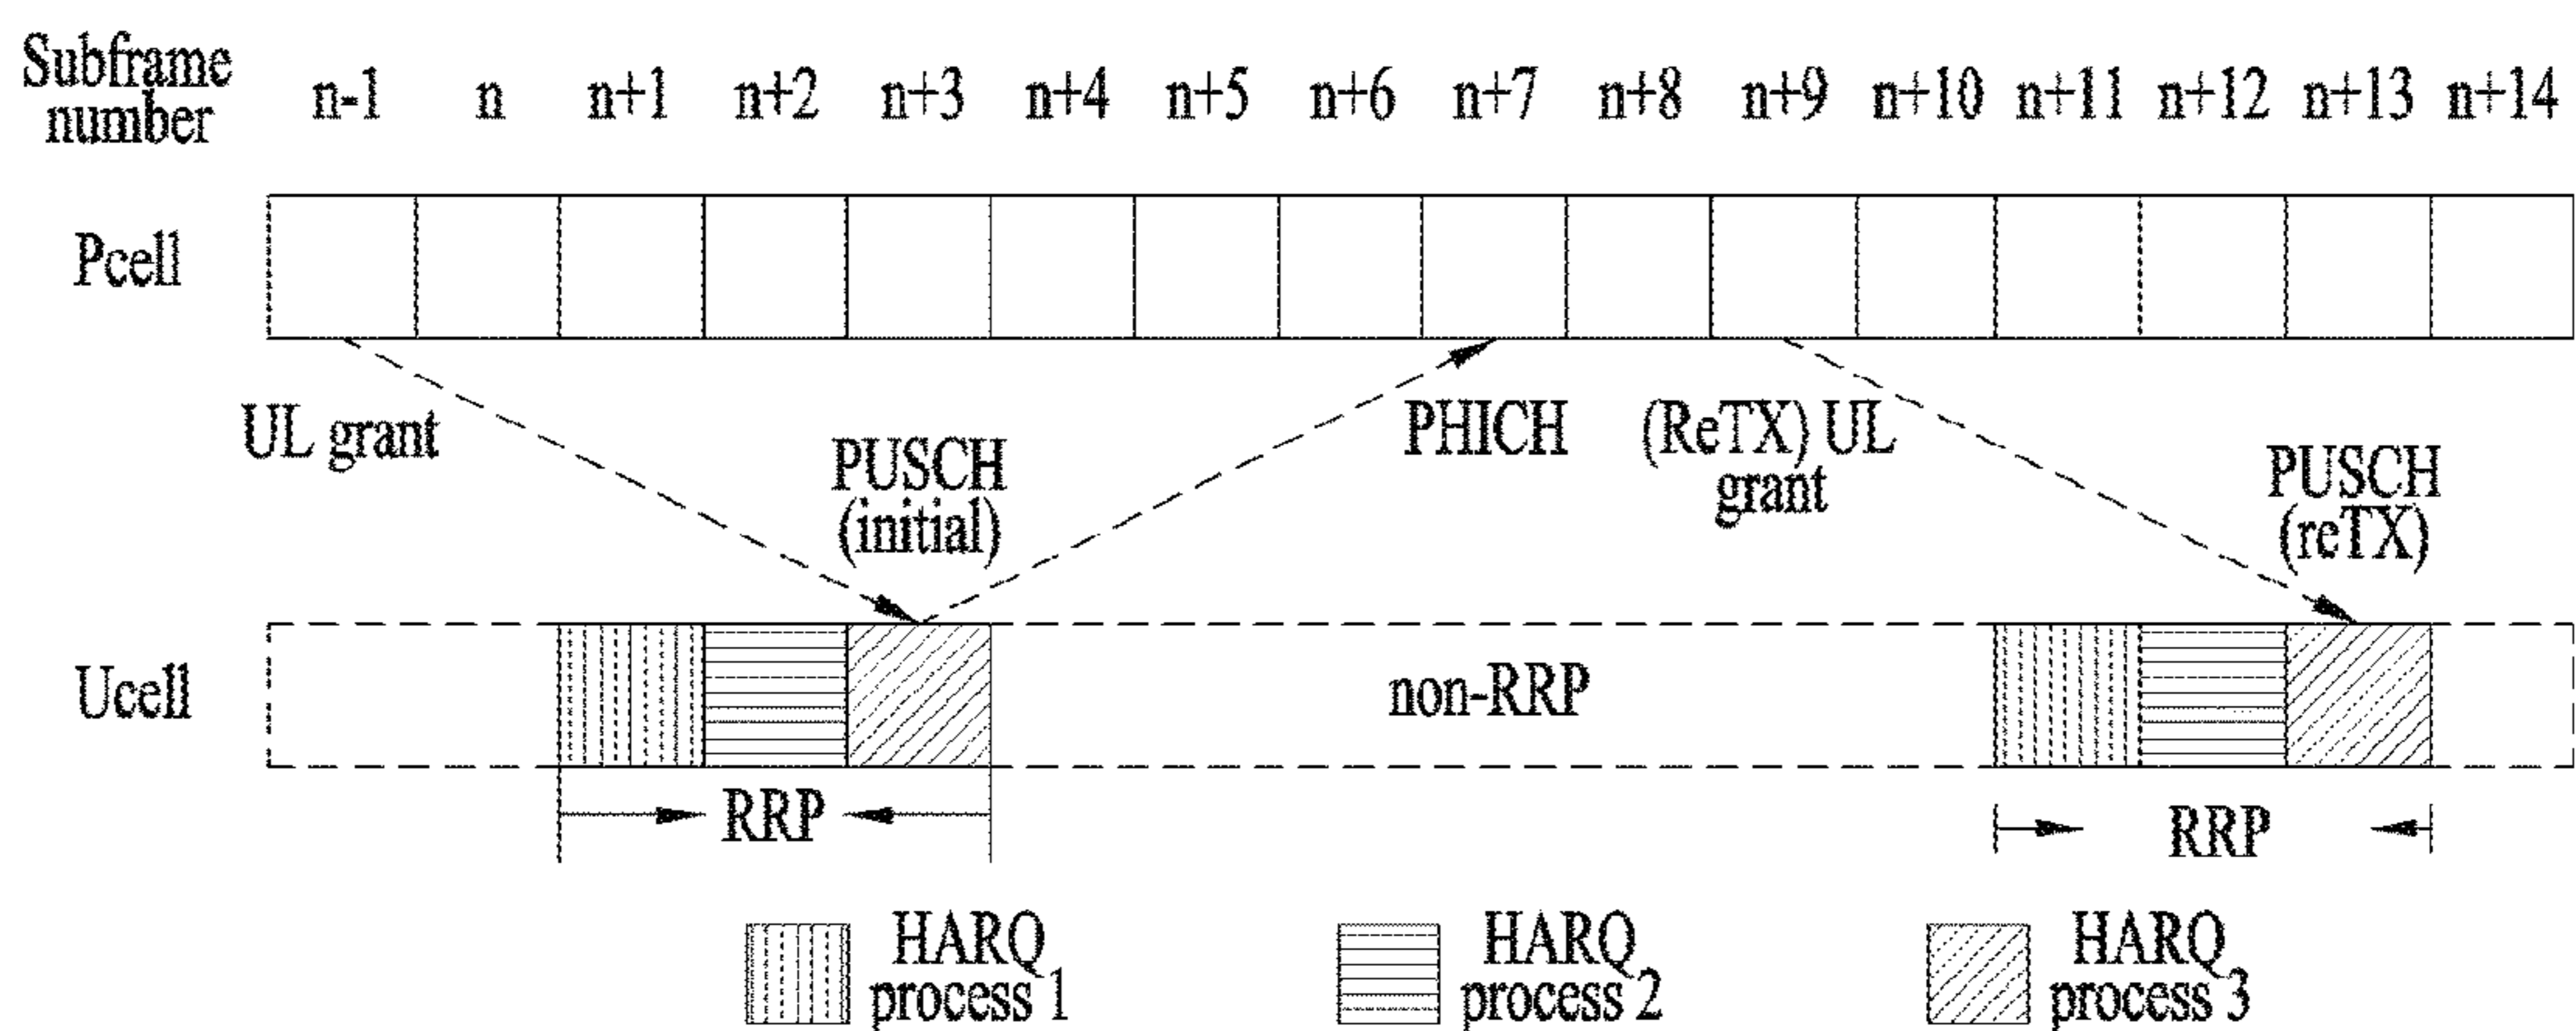 Subframe
number
n-1 n n+1 n+2 n+3 n+4 n+5 n+6 n+7 n+8 n+9 n+10 n+11 n+12 n+13 n+14
Pcell
UL grant
PUSCH
(initial)
PHICH
(ReTX) UL
grant
PUSCH
(reTX)
Ucell
non-RRP
RRP
RRP
HARQ
process 1
HARQ
process 2
HARQ
process 3